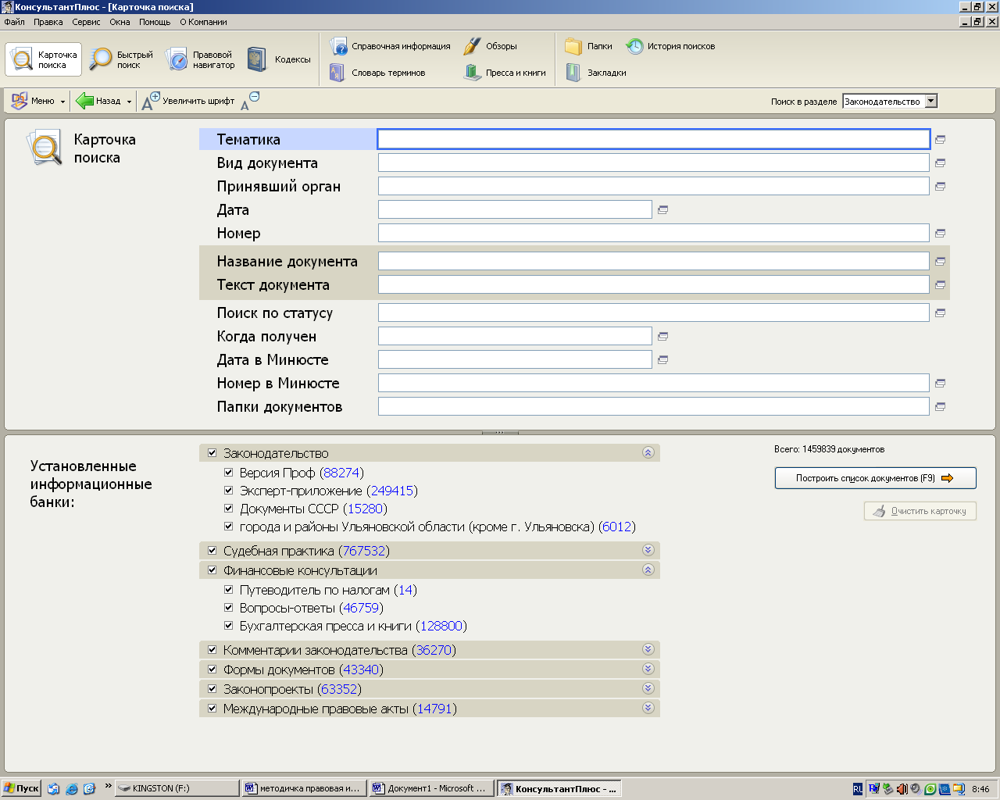 КонсультантПлюс - [Карточка поиска]
Файл Правка Сервис Окна Помощь О Компании
Карточка
поиска
Быстрый
поиск
Правовой
навигатор
Кодексы
Справочная информация
Обзоры
Словарь терминов
Пресса и книги
Папки
История поисков
Закладки
Меню
Назад
Увеличить шрифт
Поиск в разделе Законодательство
Карточка
поиска
Тематика
Вид документа
Принявший орган
Дата
Номер
Название документа
Текст документа
Поиск по статусу
Когда получен
Дата в Минюсте
Номер в Минюсте
Папки документов
Установленные
информационные
банки:
Законодательство
Версия Проф (88274)
Эксперт-приложение (249415)
Документы СССР (15280)
города и районы Ульяновской области (кроме г. Ульяновска) (6012)
Судебная практика (767532)
Финансовые консультации
Путеводитель по налогам (14)
Вопросы-ответы (46759)
Бухгалтерская пресса и книги (128800)
Комментарии законодательства (36270)
Формы документов (43340)
Законопроекты (63352)
Международные правовые акты (14791)
Всего: 1459839 документов
Построить список документов (F9)
Очистить карточку
Пуск
KINGSTON (F:)
методичка правовая и...
Документ1 - Microsoft ...
КонсультантПлюс - ...
RU
8:46